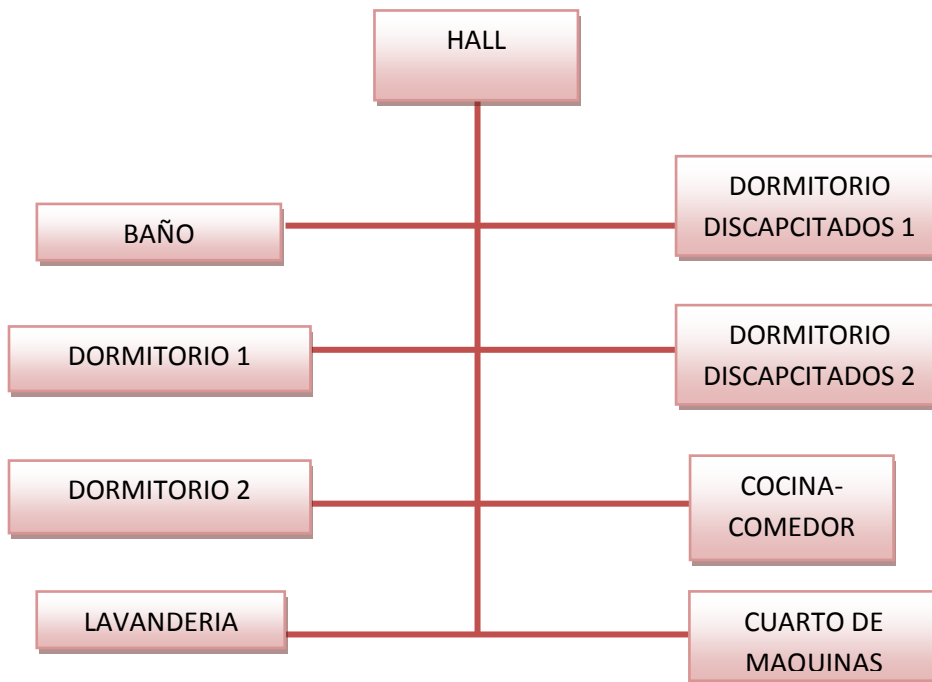 HALL
BAÑO
DORMITORIO
DISCAPCITADOS 1
DORMITORIO 1
DORMITORIO
DISCAPCITADOS 2
DORMITORIO 2
COCINA-
COMEDOR
LAVANDERIA
CUARTO DE
MAQUINAS